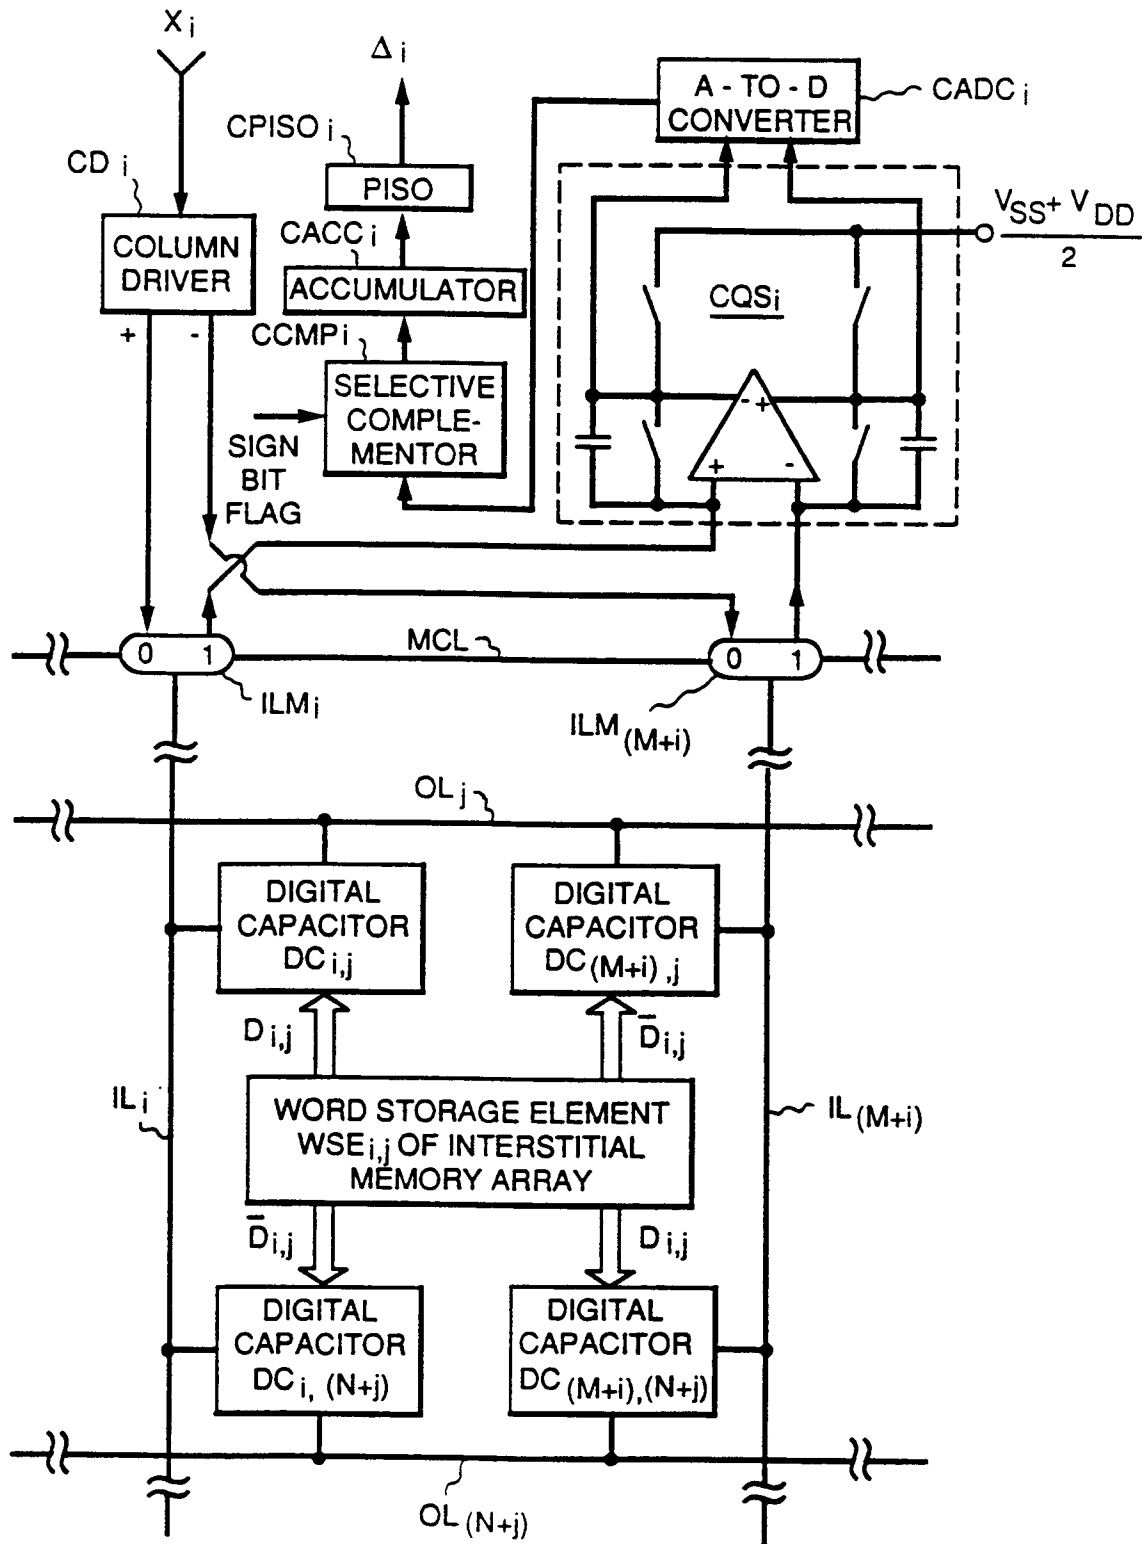 Xi
Δi
A - TO - D
CONVERTER
CADCi
CPISOi
CDi
PISO
COLUMN
DRIVER
+ -
CACCi
ACCUMULATOR
CCMPi
SELECTIVE
COMPLE-
MENTOR
SIGN
BIT
FLAG
VSS + VDD
2
CQSi
- +
+ -
0 1
MCL
0 1
ILMi
ILM(M+i)
OLj
DIGITAL
CAPACITOR
DCi,j
DIGITAL
CAPACITOR
DC(M+i),j
Di,j
D̅i,j
ILi
WORD STORAGE ELEMENT
WSEi,j OF INTERSTITIAL
MEMORY ARRAY
IL(M+i)
D̅i,j
Di,j
DIGITAL
CAPACITOR
DCi, (N+j)
DIGITAL
CAPACITOR
DC(M+i),(N+j)
OL(N+j)